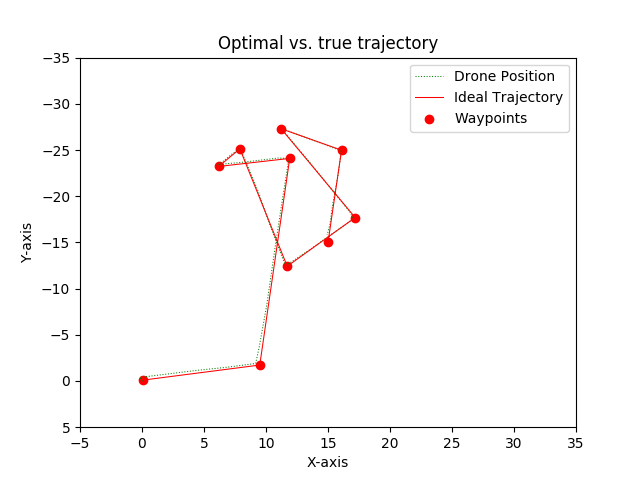 Optimal vs. true trajectory
Drone Position
Ideal Trajectory
Waypoints
−35
−30
−25
−20
−15
−10
−5
0
5
Y-axis
−5 0 5 10 15 20 25 30 35
X-axis